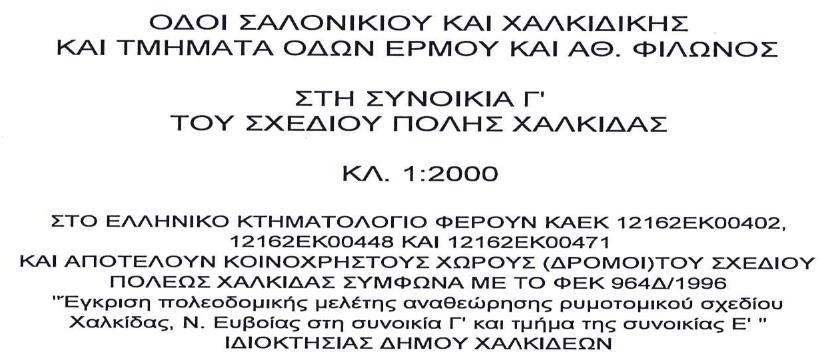 ΟΔΟΙ ΣΑΛΟΝΙΚΙΟΥ ΚΑΙ ΧΑΛΚΙΔΙΚΗΣ
ΚΑΙ ΤΜΗΜΑΤΑ ΟΔΩΝ ΕΡΜΟΥ ΚΑΙ ΑΘ. ΦΙΛΩΝΟΣ
ΣΤΗ ΣΥΝΟΙΚΙΑ Γ'
ΤΟΥ ΣΧΕΔΙΟΥ ΠΟΛΗΣ ΧΑΛΚΙΔΑΣ
ΚΛ. 1:2000
ΣΤΟ ΕΛΛΗΝΙΚΟ ΚΤΗΜΑΤΟΛΟΓΙΟ ΦΕΡΟΥΝ ΚΑΕΚ 12162ΕΚ00402,
12162ΕΚ00448 ΚΑΙ 12162ΕΚ00471
ΚΑΙ ΑΠΟΤΕΛΟΥΝ ΚΟΙΝΟΧΡΗΣΤΟΥΣ ΧΩΡΟΥΣ (ΔΡΟΜΟΙ)ΤΟΥ ΣΧΕΔΙΟΥ
ΠΟΛΕΩΣ ΧΑΛΚΙΔΑΣ ΣΥΜΦΩΝΑ ΜΕ ΤΟ ΦΕΚ 964Δ/1996
"Έγκριση πολεοδομικής μελέτης αναθεώρησης ρυμοτομικού σχεδίου
Χαλκίδας, Ν. Ευβοίας στη συνοικία Γ' και τμήμα της συνοικίας Ε' "
ΙΔΙΟΚΤΗΣΙΑΣ ΔΗΜΟΥ ΧΑΛΚΙΔΕΩΝ